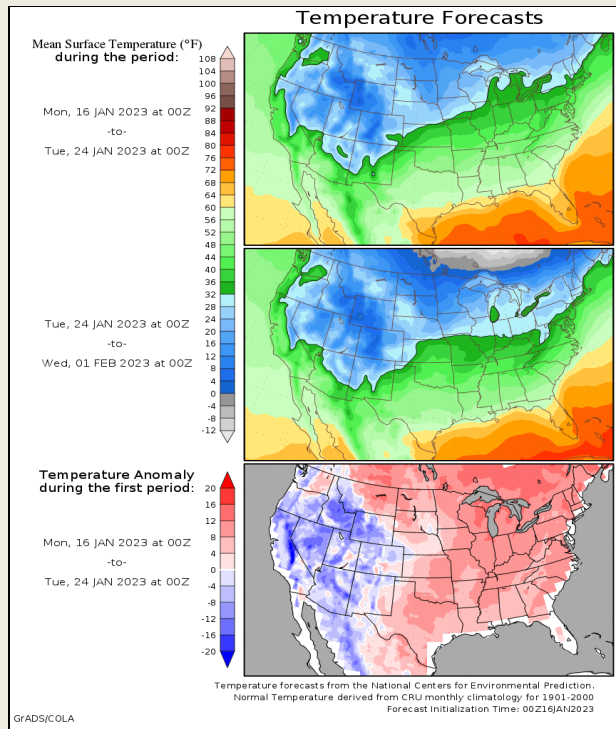 Temperature Forecasts
Mean Surface Temperature (°F)
during the period:
Mon, 16 JAN 2023 at 00Z
-to-
Tue, 24 JAN 2023 at 00Z
108
104
100
96
92
88
84
80
76
72
68
64
60
56
52
48
44
40
36
32
28
24
20
16
12
8
4
0
-4
-8
-12
Tue, 24 JAN 2023 at 00Z
-to-
Wed, 01 FEB 2023 at 00Z
Temperature Anomaly
during the first period:
Mon, 16 JAN 2023 at 00Z
-to-
Tue, 24 JAN 2023 at 00Z
20
16
12
8
4
0
-4
-8
-12
-16
-20
Temperature forecasts from the National Centers for Environmental Prediction.
Normal Temperature derived from CRU monthly climatology for 1901-2000
Forecast Initialization Time: 00Z16JAN2023
GrADS/COLA